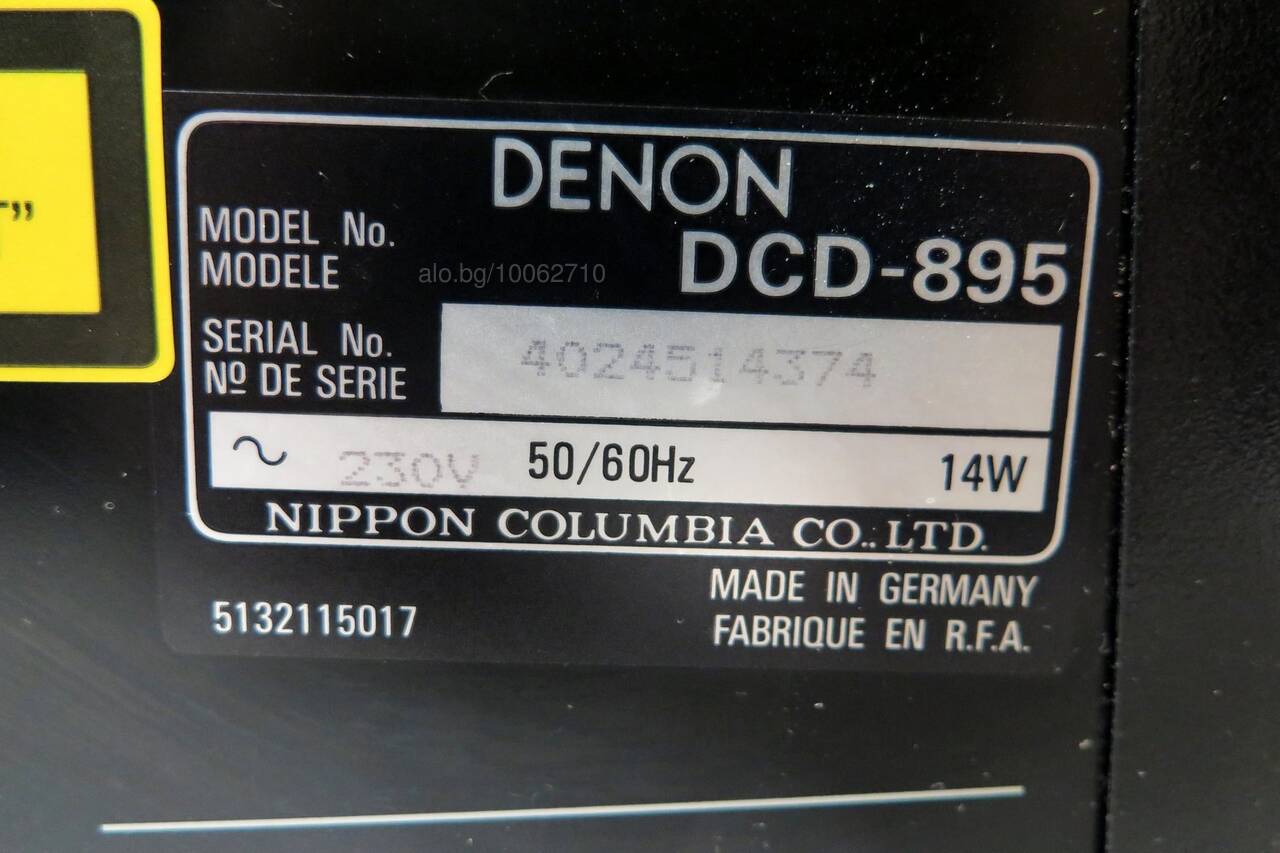 DENON
MODEL No.
MODELE
DCD-895
alo.bg/10062710
SERIAL No.
Nº DE SERIE
4024514374
~ 230V 50/60Hz 14W
NIPPON COLUMBIA CO., LTD.
MADE IN GERMANY
FABRIQUE EN R.F.A.
5132115017